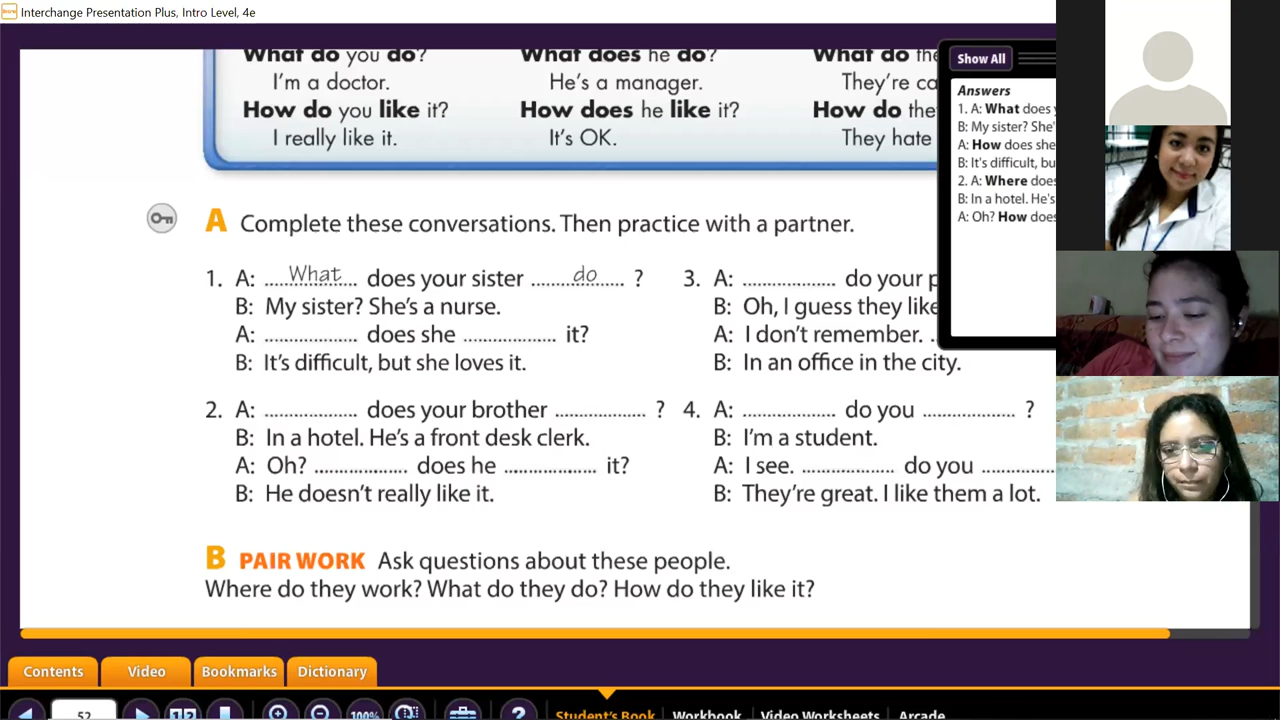 Interchange Presentation Plus, Intro Level, 4e
What do you do?
I'm a doctor.
How do you like it?
I really like it.
What does he do?
He's a manager.
How does he like it?
It's OK.
What do
They're
How do
They hate
Show All
Answers
1. A: What does
B: My sister? She'
A: How does she
B: It's difficult,
2. A: Where does
B: In a hotel. He's
A: Oh? How does
A Complete these conversations. Then practice with a partner.
1. A: What does your sister do ?
B: My sister? She's a nurse.
A: .................. does she .................. it?
B: It's difficult, but she loves it.
2. A: .................. does your brother .................. ?
B: In a hotel. He's a front desk clerk.
A: Oh? .................. does he .................. it?
B: He doesn't really like it.
3. A: .................. do your
B: Oh, I guess they like
A: I don't remember.
B: In an office in the city.
4. A: .................. do you .................. ?
B: I'm a student.
A: I see. .................. do you ..................
B: They're great. I like them a lot.
B PAIR WORK Ask questions about these people.
Where do they work? What do they do? How do they like it?
Contents
Video
Bookmarks
Dictionary
52
100%
?
Student's Book
Workbook
Video Worksheets
Arcade